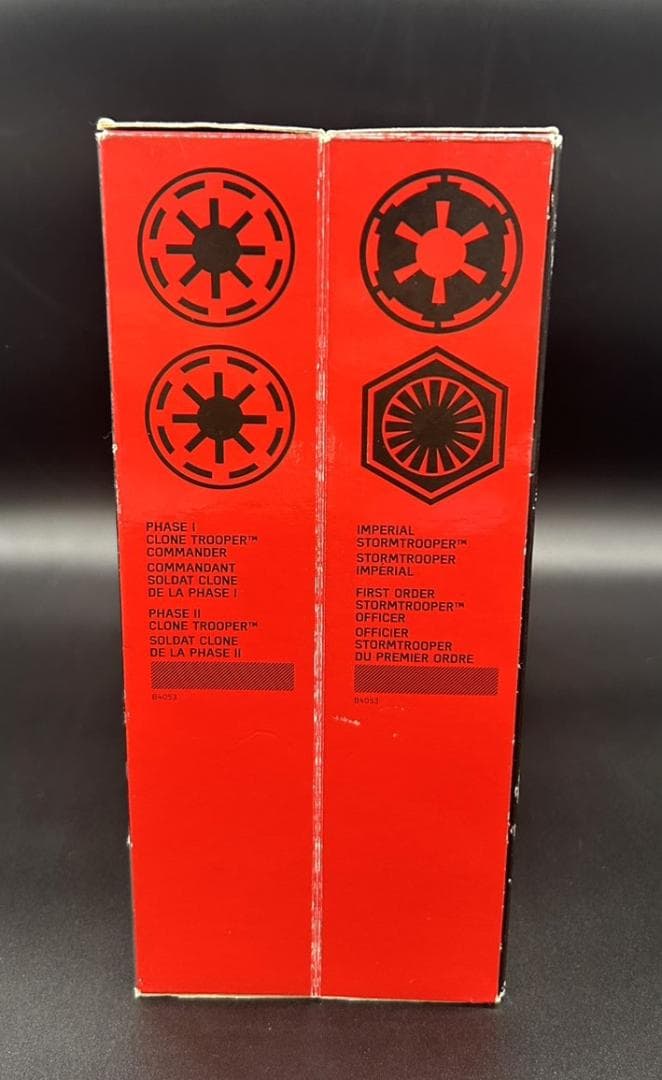 PHASE I
CLONE TROOPER™
COMMANDER
COMMANDANT
SOLDAT CLONE
DE LA PHASE I
PHASE II
CLONE TROOPER™
SOLDAT CLONE
DE LA PHASE II
B4053
IMPERIAL
STORMTROOPER™
STORMTROOPER
IMPÉRIAL
FIRST ORDER
STORMTROOPER™
OFFICER
OFFICIER
STORMTROOPER
DU PREMIER ORDRE
B4053